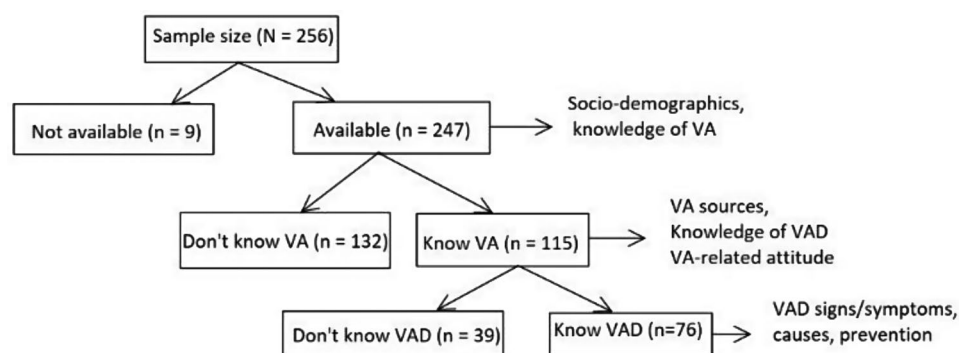 Sample size (N = 256)
Not available (n = 9)
Available (n = 247)
Socio-demographics,
knowledge of VA
Don't know VA (n = 132)
Know VA (n = 115)
VA sources,
Knowledge of VAD
VA-related attitude
Don't know VAD (n = 39)
Know VAD (n=76)
VAD signs/symptoms,
causes, prevention